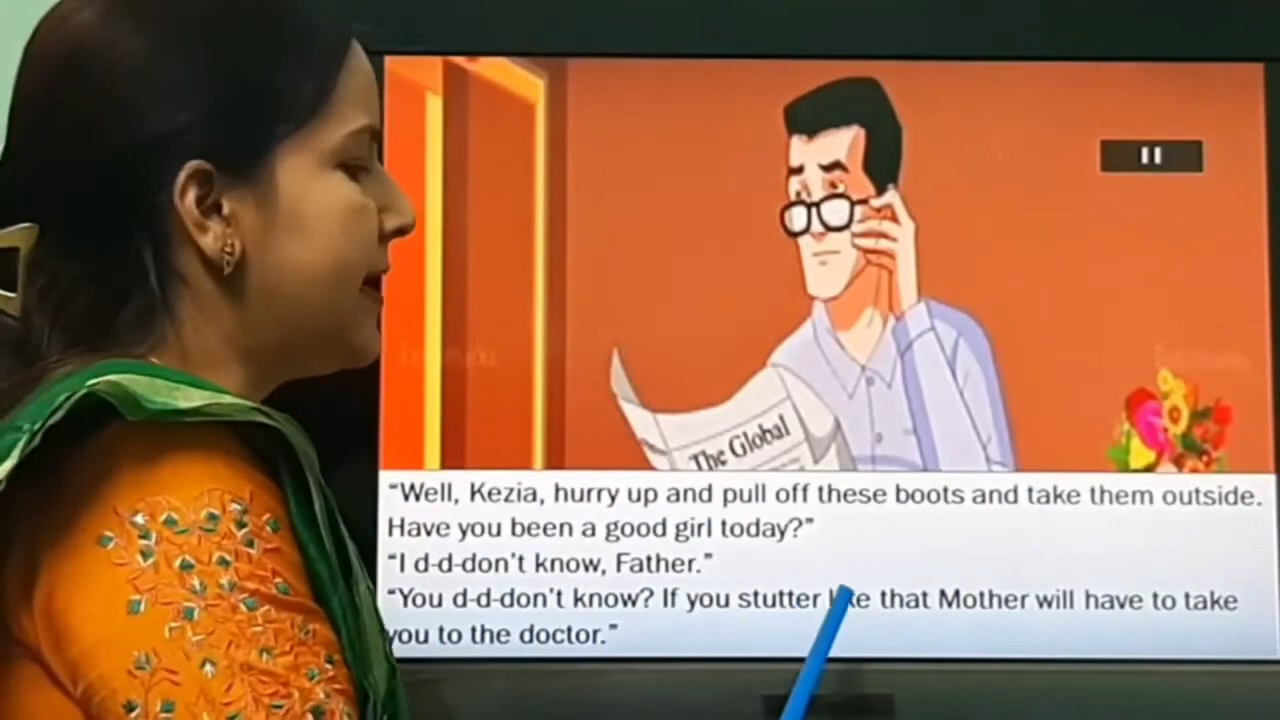 The Global
“Well, Kezia, hurry up and pull off these boots and take them outside.
Have you been a good girl today?”
“I d-d-don’t know, Father.”
“You d-d-don’t know? If you stutter like that Mother will have to take
you to the doctor.”